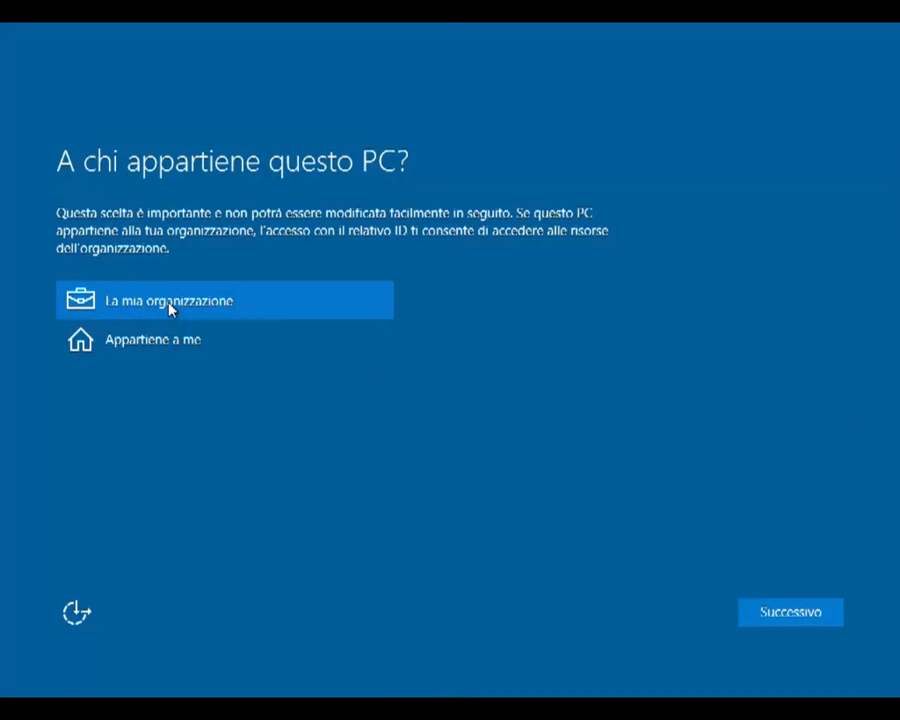 A chi appartiene questo PC?
Questa scelta è importante e non potrà essere modificata facilmente in seguito. Se questo PC
appartiene alla tua organizzazione, l'accesso con il relativo ID ti consente di accedere alle risorse
dell'organizzazione.
La mia organizzazione
Appartiene a me
Successivo